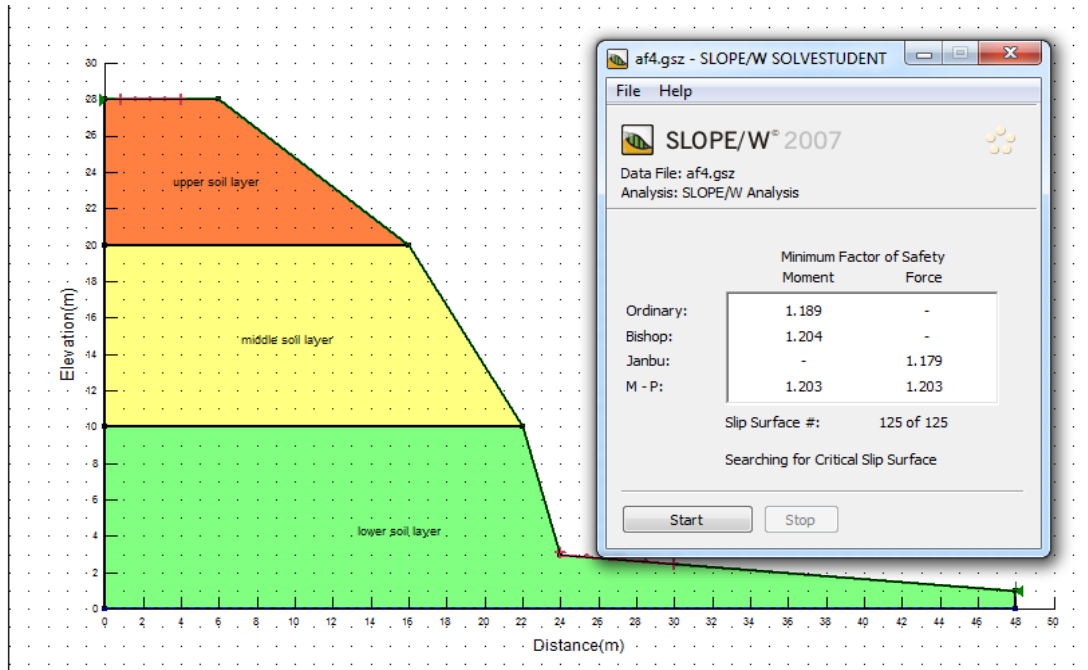 af4.gsz - SLOPE/W SOLVESTUDENT
File Help
SLOPE/W® 2007
Data File: af4.gsz
Analysis: SLOPE/W Analysis
Minimum Factor of Safety
Moment Force
Ordinary: 1.189 -
Bishop: 1.204 -
Janbu: - 1.179
M - P: 1.203 1.203
Slip Surface #: 125 of 125
Searching for Critical Slip Surface
Start Stop
30
28
26
24
22
20
18
16
14
12
10
8
6
4
2
0
Elevation(m)
upper soil layer
middle soil layer
lower soil layer
0 2 4 6 8 10 12 14 16 18 20 22 24 26 28 30 32 34 36 38 40 42 44 46 48 50
Distance(m)